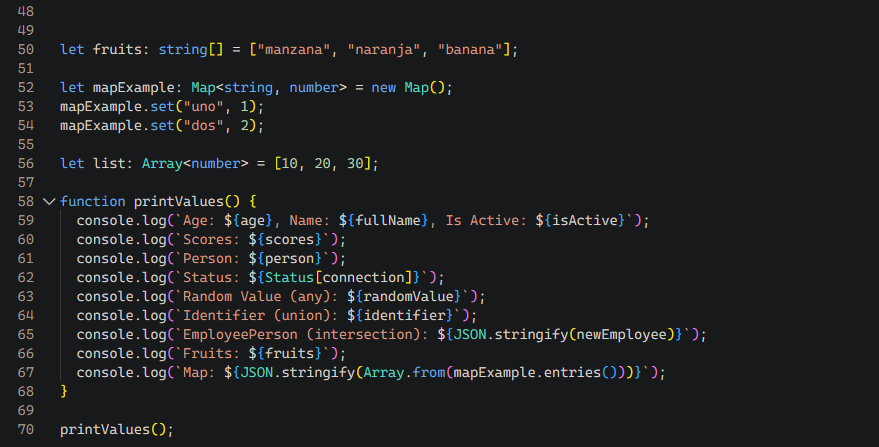 48
49
50 let fruits: string[] = ["manzana", "naranja", "banana"];
51
52 let mapExample: Map<string, number> = new Map();
53 mapExample.set("uno", 1);
54 mapExample.set("dos", 2);
55
56 let list: Array<number> = [10, 20, 30];
57
58 function printValues() {
59 console.log(`Age: ${age}, Name: ${fullName}, Is Active: ${isActive}`);
60 console.log(`Scores: ${scores}`);
61 console.log(`Person: ${person}`);
62 console.log(`Status: ${Status[connection]}`);
63 console.log(`Random Value (any): ${randomValue}`);
64 console.log(`Identifier (union): ${identifier}`);
65 console.log(`EmployeePerson (intersection): ${JSON.stringify(newEmployee)}`);
66 console.log(`Fruits: ${fruits}`);
67 console.log(`Map: ${JSON.stringify(Array.from(mapExample.entries()))}`);
68 }
69
70 printValues();